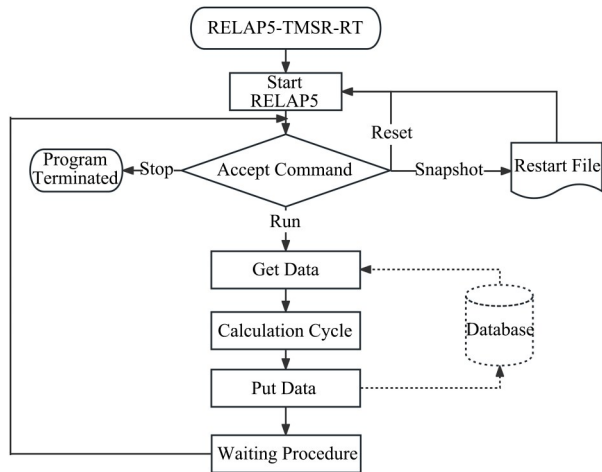 RELAP5-TMSR-RT
Start
RELAP5
Reset
Program
Terminated
Stop
Accept Command
Snapshot
Restart File
Run
Get Data
Calculation Cycle
Database
Put Data
Waiting Procedure